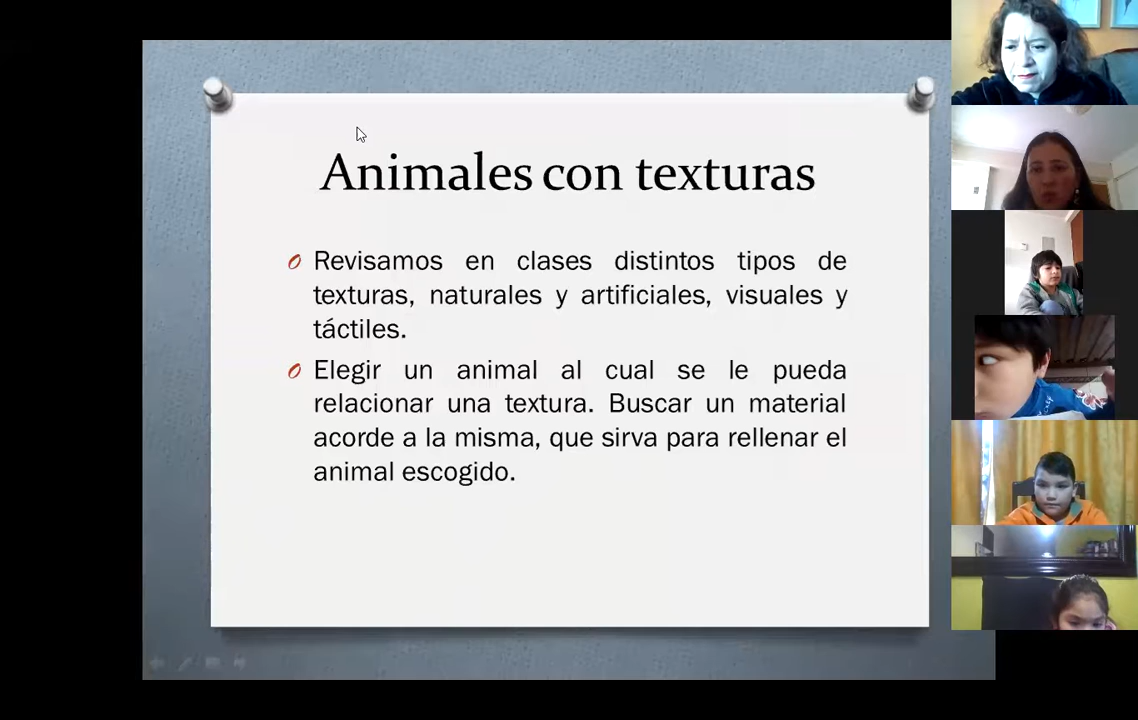 Animales con texturas
Revisamos en clases distintos tipos de
texturas, naturales y artificiales, visuales y
táctiles.
Elegir un animal al cual se le pueda
relacionar una textura. Buscar un material
acorde a la misma, que sirva para rellenar el
animal escogido.